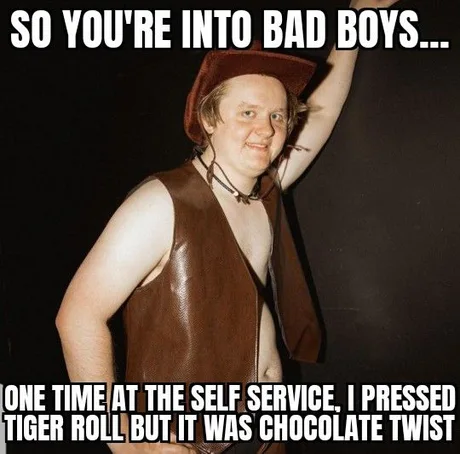 SO YOU'RE INTO BAD BOYS...
ONE TIME AT THE SELF SERVICE, I PRESSED
TIGER ROLL BUT IT WAS CHOCOLATE TWIST